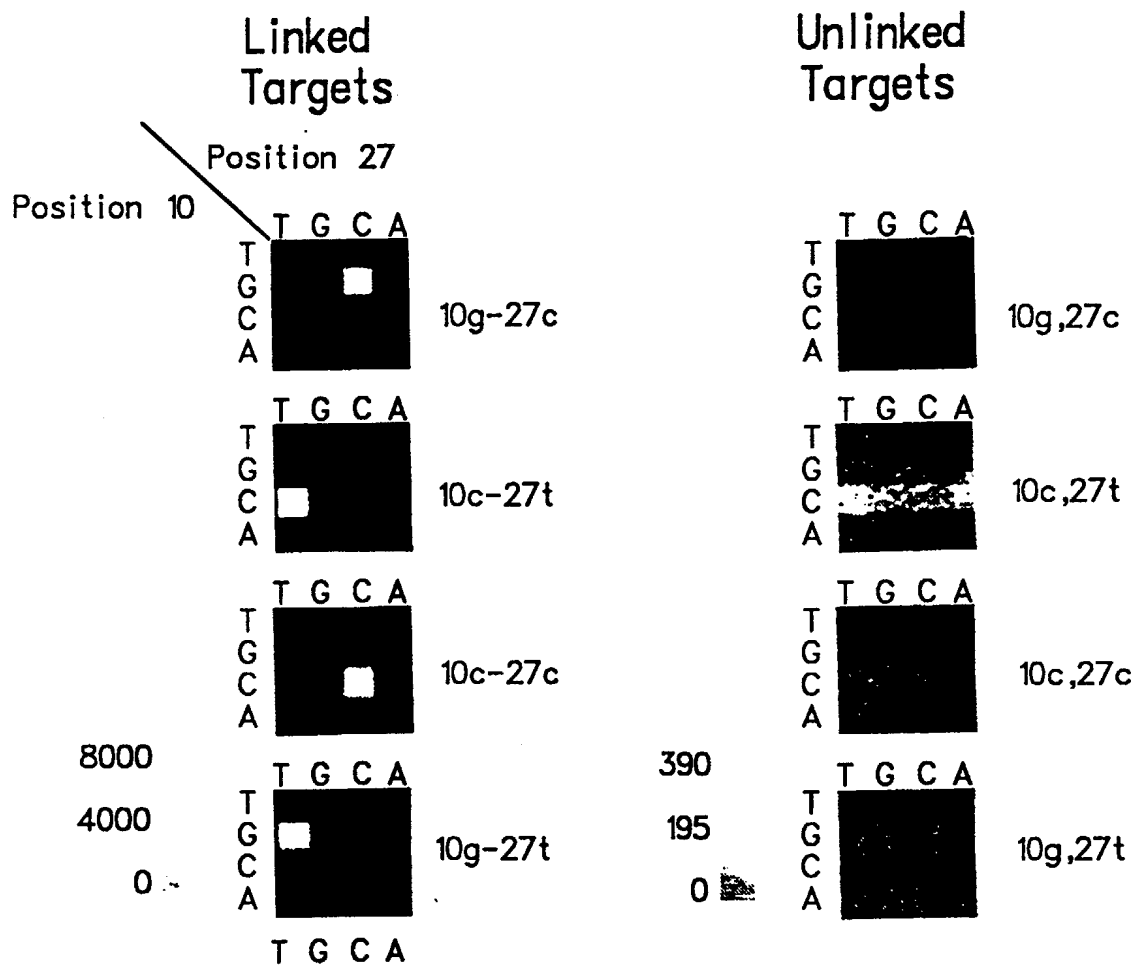 Linked
Targets
Unlinked
Targets
Position 27
Position 10
T G C A
T
G
C
A
10g-27c
T G C A
T
G
C
A
10c-27t
T G C A
T
G
C
A
10c-27c
T G C A
T
G
C
A
10g-27t
T G C A
8000
4000
0
T G C A
T
G
C
A
10g,27c
T G C A
T
G
C
A
10c,27t
T G C A
T
G
C
A
10c,27c
T G C A
T
G
C
A
10g,27t
390
195
0